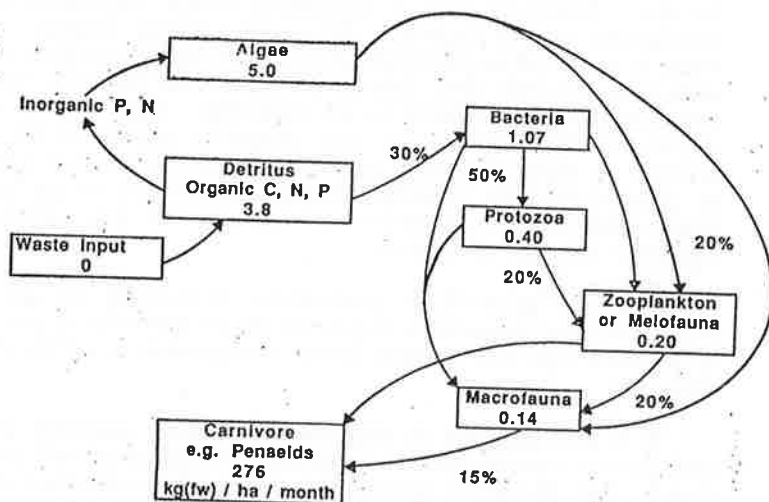 Algae
5.0
Inorganic P, N
Bacteria
1.07
30%
Detritus
Organic C, N, P
3.8
50%
Protozoa
0.40
Waste Input
0
20%
20%
Zooplankton
or Meiofauna
0.20
Macrofauna
0.14
20%
Carnivore
e.g. Penaeids
276
kg(fw) / ha / month
15%